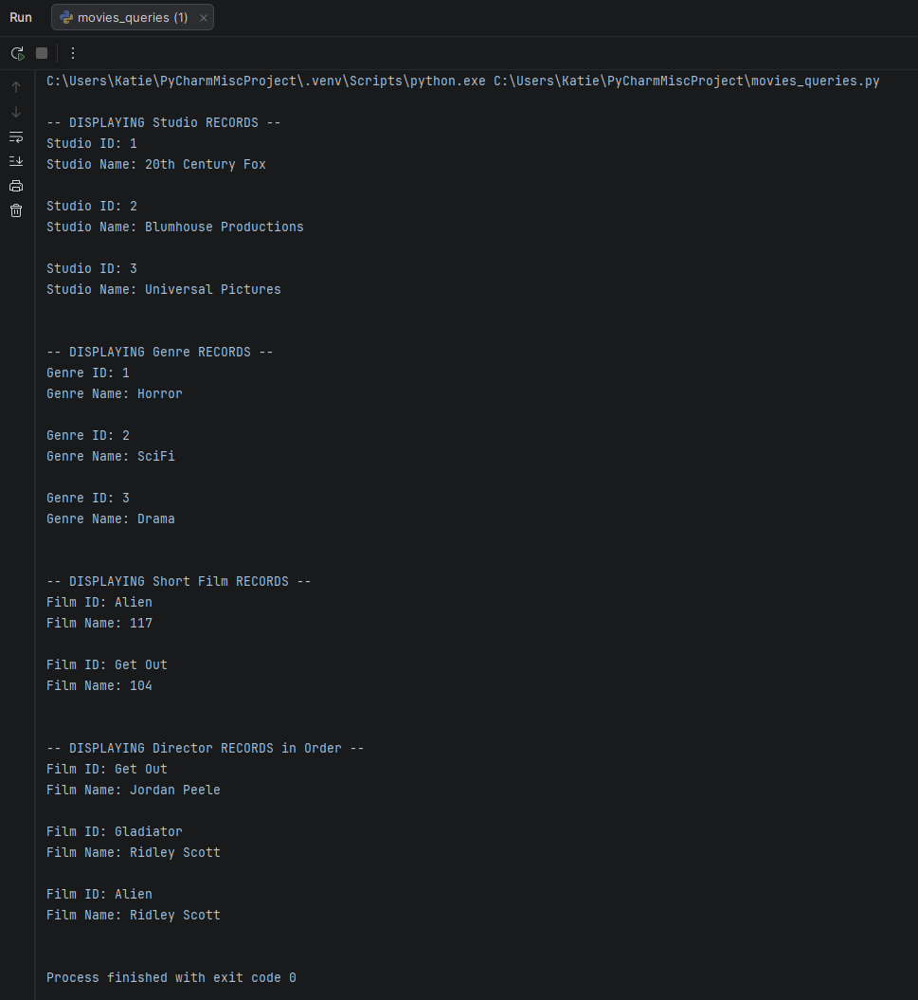 Run
movies_queries (1)
C:\Users\Katie\PyCharmMiscProject\.venv\Scripts\python.exe C:\Users\Katie\PyCharmMiscProject\movies_queries.py
-- DISPLAYING Studio RECORDS --
Studio ID: 1
Studio Name: 20th Century Fox
Studio ID: 2
Studio Name: Blumhouse Productions
Studio ID: 3
Studio Name: Universal Pictures
-- DISPLAYING Genre RECORDS --
Genre ID: 1
Genre Name: Horror
Genre ID: 2
Genre Name: SciFi
Genre ID: 3
Genre Name: Drama
-- DISPLAYING Short Film RECORDS --
Film ID: Alien
Film Name: 117
Film ID: Get Out
Film Name: 104
-- DISPLAYING Director RECORDS in Order --
Film ID: Get Out
Film Name: Jordan Peele
Film ID: Gladiator
Film Name: Ridley Scott
Film ID: Alien
Film Name: Ridley Scott
Process finished with exit code 0